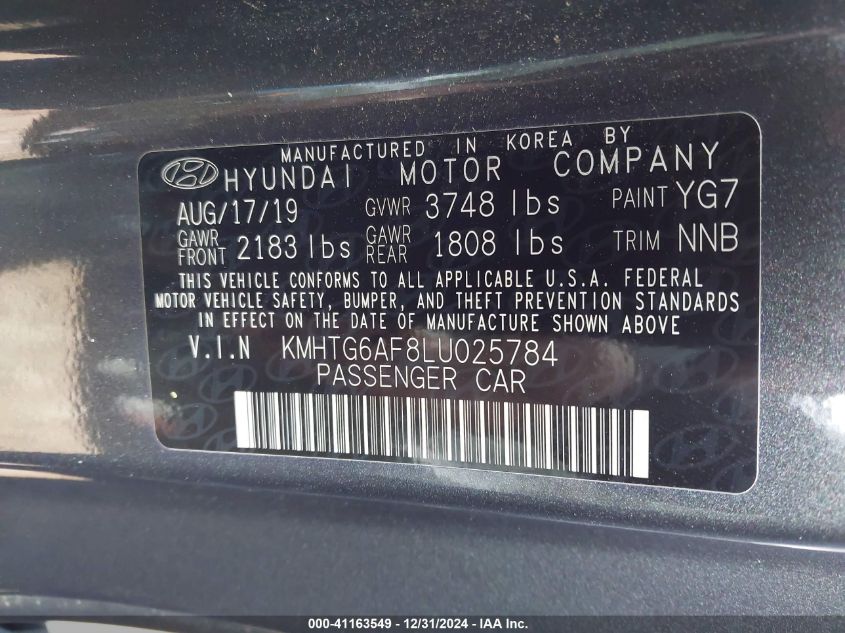 MANUFACTURED IN KOREA BY
HYUNDAI MOTOR COMPANY
AUG/17/19 GVWR 3748 lbs PAINT YG7
GAWR FRONT 2183 lbs GAWR REAR 1808 lbs TRIM NNB
THIS VEHICLE CONFORMS TO ALL APPLICABLE U.S.A. FEDERAL
MOTOR VEHICLE SAFETY, BUMPER, AND THEFT PREVENTION STANDARDS
IN EFFECT ON THE DATE OF MANUFACTURE SHOWN ABOVE
V.I.N KMHTG6AF8LU025784
PASSENGER CAR
000-41163549 - 12/31/2024 - IAA Inc.